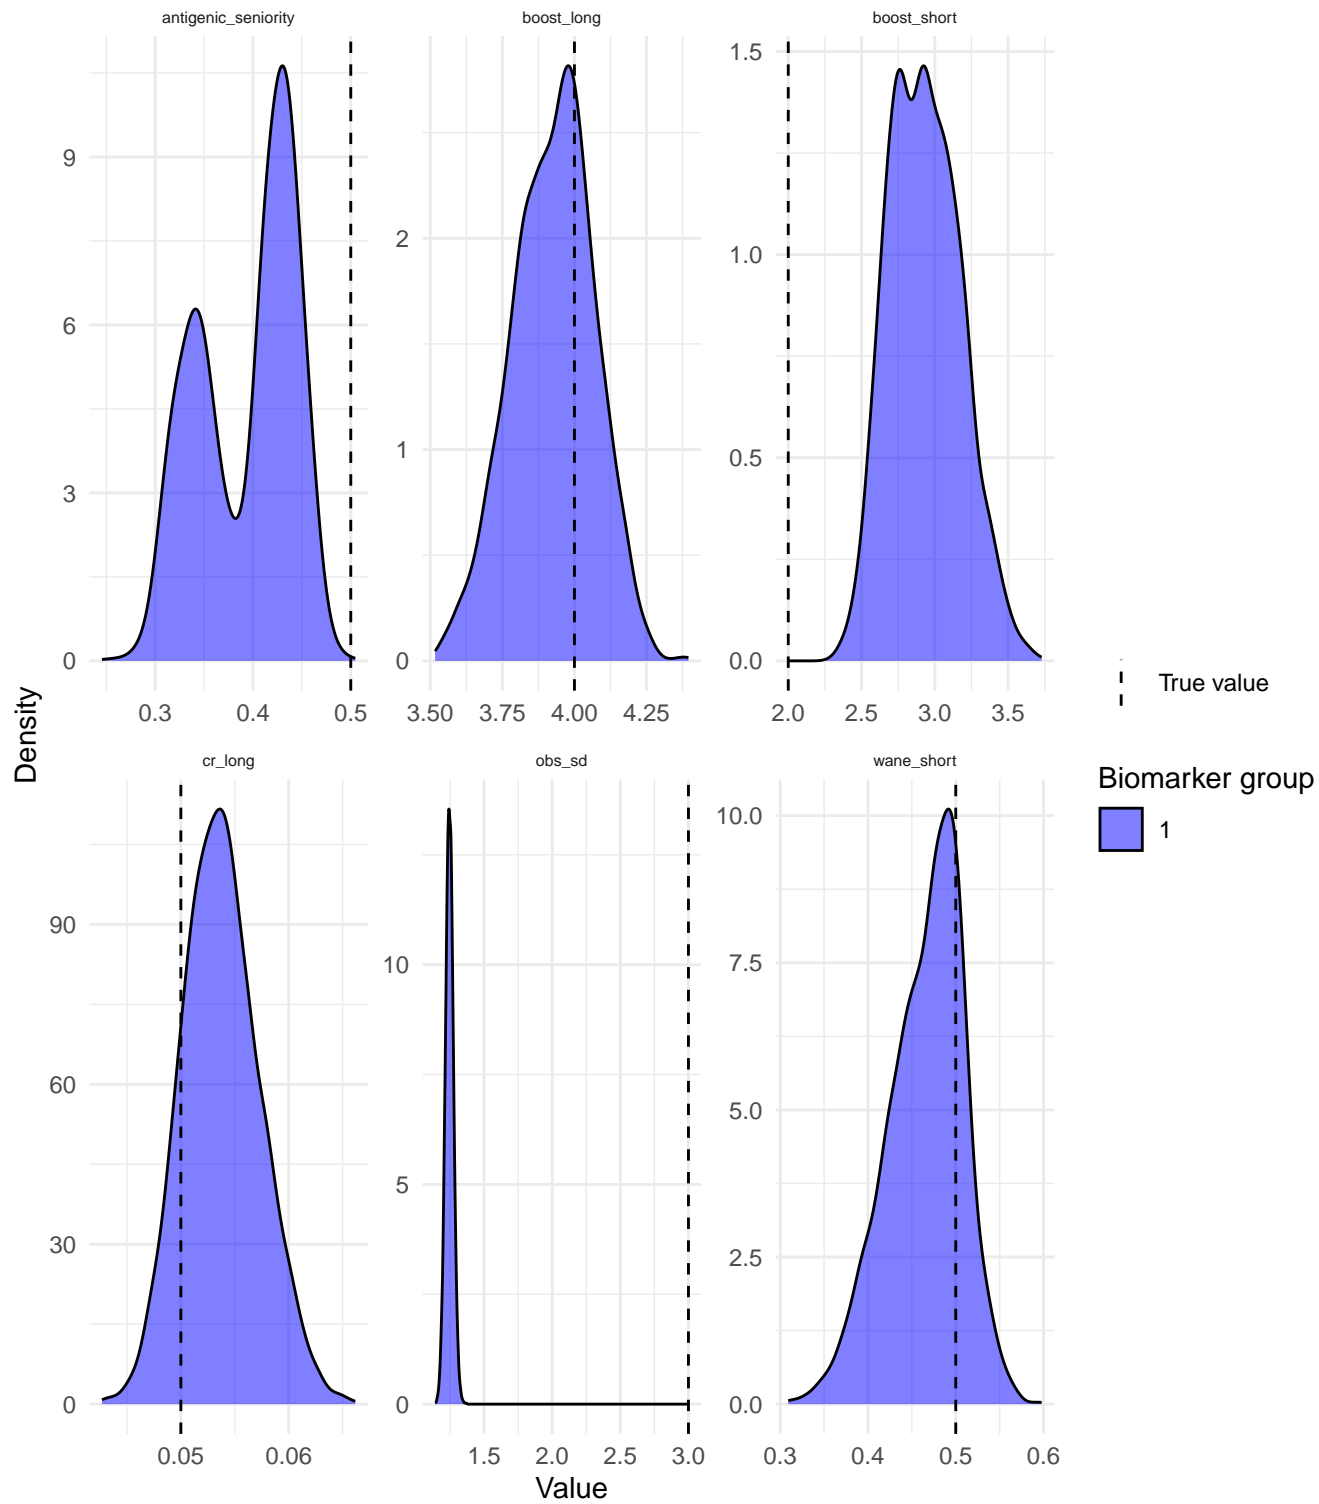 antigenic_seniority
boost_long
boost_short
9
6
3
0
0.3 0.4 0.5
2
1
0
3.50 3.75 4.00 4.25
1.5
1.0
0.5
0.0
2.0 2.5 3.0 3.5
cr_long
obs_sd
wane_short
90
60
30
0
0.05 0.06
10
5
0
1.5 2.0 2.5 3.0
10.0
7.5
5.0
2.5
0.0
0.3 0.4 0.5 0.6
Density
Value
True value
Biomarker group
1